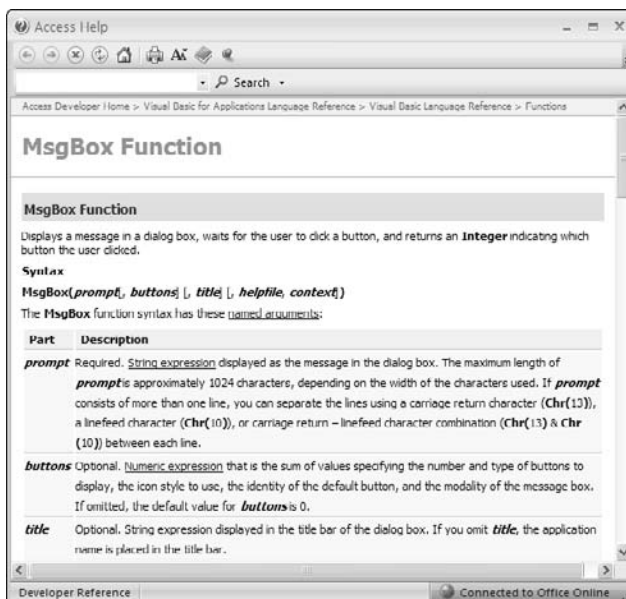 Access Help
Search
Access Developer Home > Visual Basic for Applications Language Reference > Visual Basic Language Reference > Functions
MsgBox Function
MsgBox Function
Displays a message in a dialog box, waits for the user to click a button, and returns an Integer indicating which
button the user clicked.
Syntax
MsgBox(prompt[, buttons] [, title] [, helpfile, context])
The MsgBox function syntax has these named arguments:
Part Description
prompt Required. String expression displayed as the message in the dialog box. The maximum length of
prompt is approximately 1024 characters, depending on the width of the characters used. If prompt
consists of more than one line, you can separate the lines using a carriage return character (Chr(13)),
a linefeed character (Chr(10)), or carriage return – linefeed character combination (Chr(13) & Chr
(10)) between each line.
buttons Optional. Numeric expression that is the sum of values specifying the number and type of buttons to
display, the icon style to use, the identity of the default button, and the modality of the message box.
If omitted, the default value for buttons is 0.
title Optional. String expression displayed in the title bar of the dialog box. If you omit title, the application
name is placed in the title bar.
Developer Reference Connected to Office Online